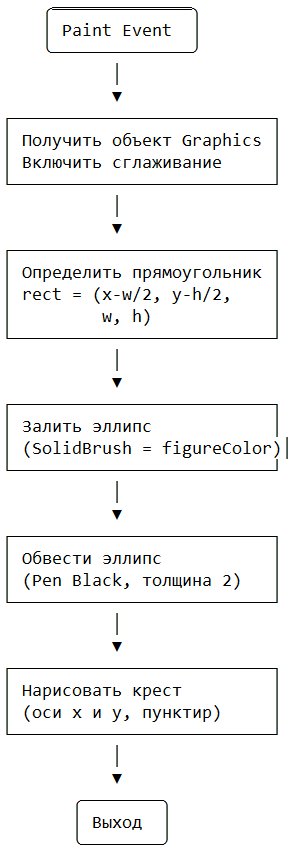 Paint Event
Получить объект Graphics
Включить сглаживание
Определить прямоугольник
rect = (x-w/2, y-h/2,
w, h)
Залить эллипс
(SolidBrush = figureColor)
Обвести эллипс
(Pen Black, толщина 2)
Нарисовать крест
(оси x и y, пунктир)
Выход